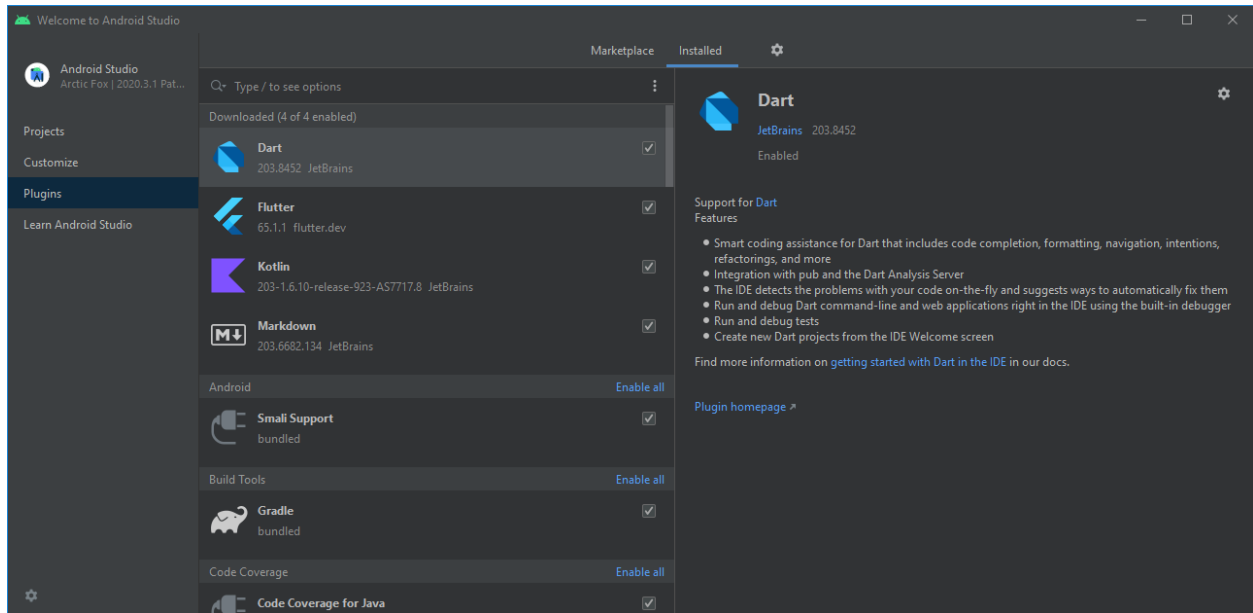 Welcome to Android Studio
Android Studio
Arctic Fox | 2020.3.1 Pat...
Projects
Customize
Plugins
Learn Android Studio
Marketplace Installed
Type / to see options
Downloaded (4 of 4 enabled)
Dart
203.8452 JetBrains
Flutter
65.1.1 flutter.dev
Kotlin
203-1.6.10-release-923-AS7717.8 JetBrains
M
Markdown
203.6682.134 JetBrains
Android Enable all
Smali Support
bundled
Build Tools Enable all
Gradle
bundled
Code Coverage Enable all
Code Coverage for Java
Dart
JetBrains 203.8452
Enabled
Support for Dart
Features
• Smart coding assistance for Dart that includes code completion, formatting, navigation, intentions,
refactorings, and more
• Integration with pub and the Dart Analysis Server
• The IDE detects the problems with your code on-the-fly and suggests ways to automatically fix them
• Run and debug Dart command-line and web applications right in the IDE using the built-in debugger
• Run and debug tests
• Create new Dart projects from the IDE Welcome screen
Find more information on getting started with Dart in the IDE in our docs.
Plugin homepage ↗